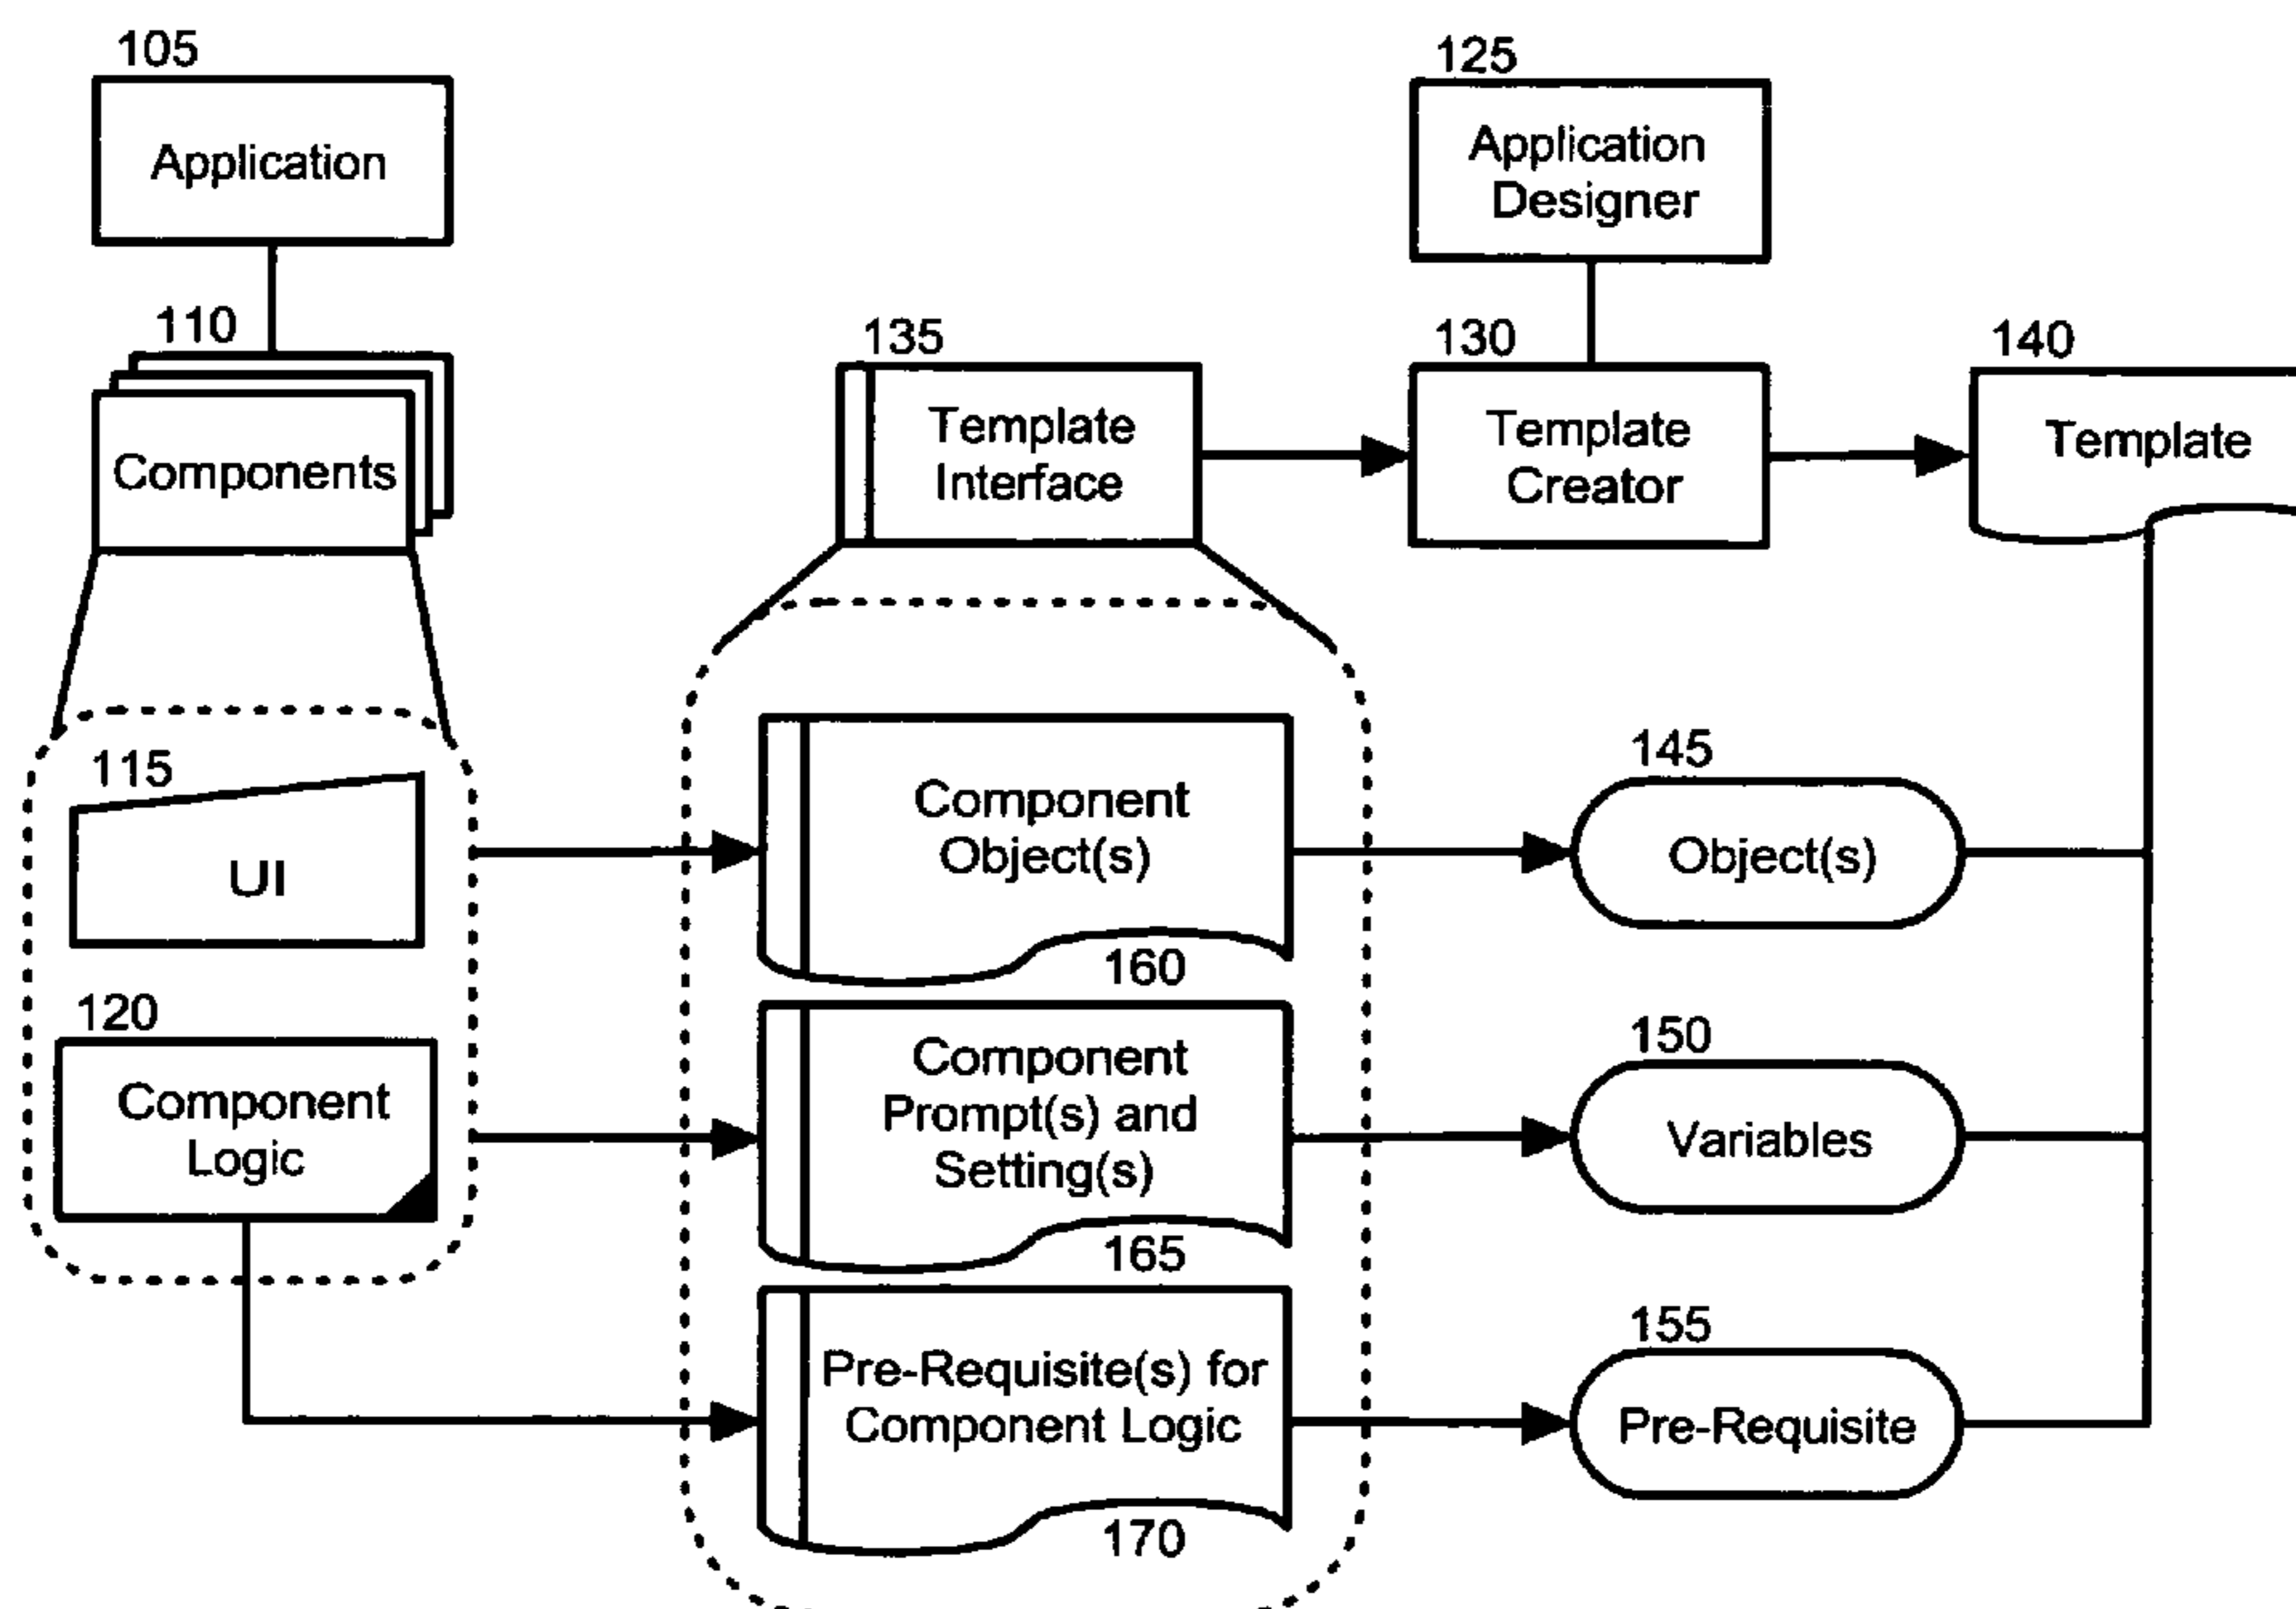 105
Application
110
Components
115
UI
120
Component
Logic
125
Application
Designer
135
Template
Interface
130
Template
Creator
140
Template
Component
Object(s)
160
Component
Prompt(s) and
Setting(s)
165
Pre-Requisite(s) for
Component Logic
170
145
Object(s)
150
Variables
155
Pre-Requisite